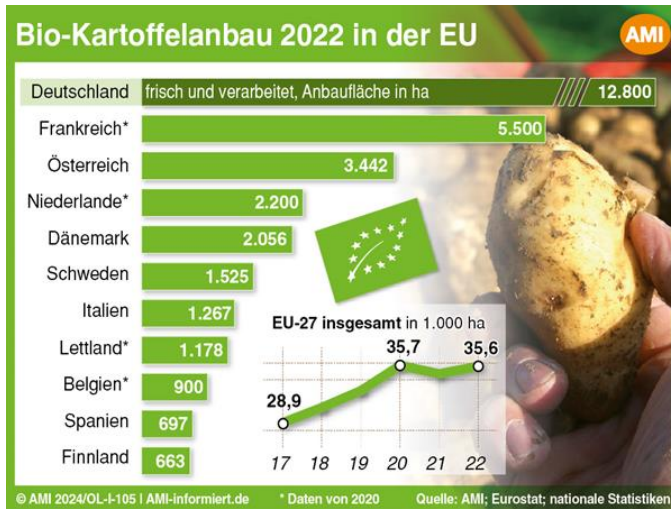 Bio-Kartoffelanbau 2022 in der EU
AMI
Deutschland frisch und verarbeitet, Anbaufläche in ha 12.800
Frankreich* 5.500
Österreich 3.442
Niederlande* 2.200
Dänemark 2.056
Schweden 1.525
Italien 1.267
Lettland* 1.178
Belgien* 900
Spanien 697
Finnland 663
EU-27 insgesamt in 1.000 ha
28,9 35,7 35,6
17 18 19 20 21 22
© AMI 2024/OL-I-105 I AMI-informiert.de * Daten von 2020 Quelle: AMI; Eurostat; nationale Statistiken